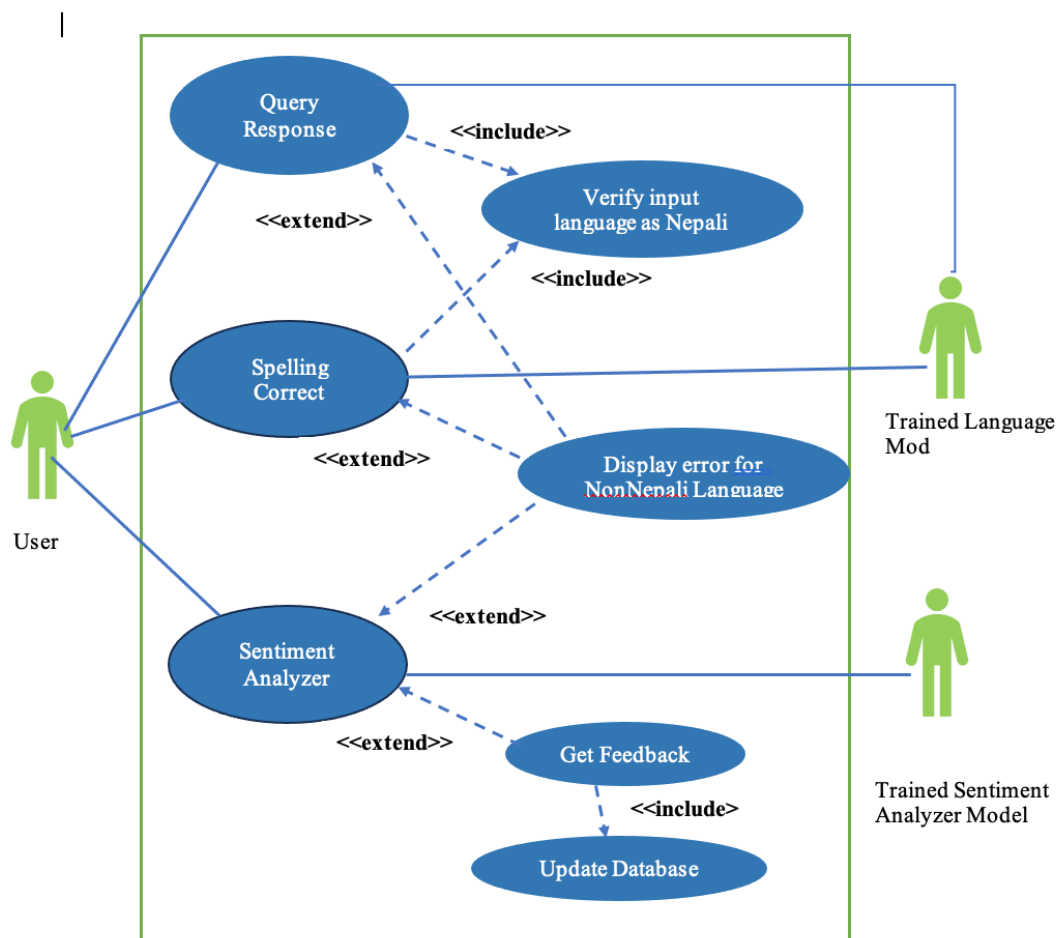 Query
Response
<<include>>
Verify input
language as Nepali
<<extend>>
<<include>>
Spelling
Correct
Trained Language
Mod
<<extend>>
Display error for
NonNepali Language
User
<<extend>>
Sentiment
Analyzer
<<extend>>
Get Feedback
Trained Sentiment
Analyzer Model
<<include>
Update Database